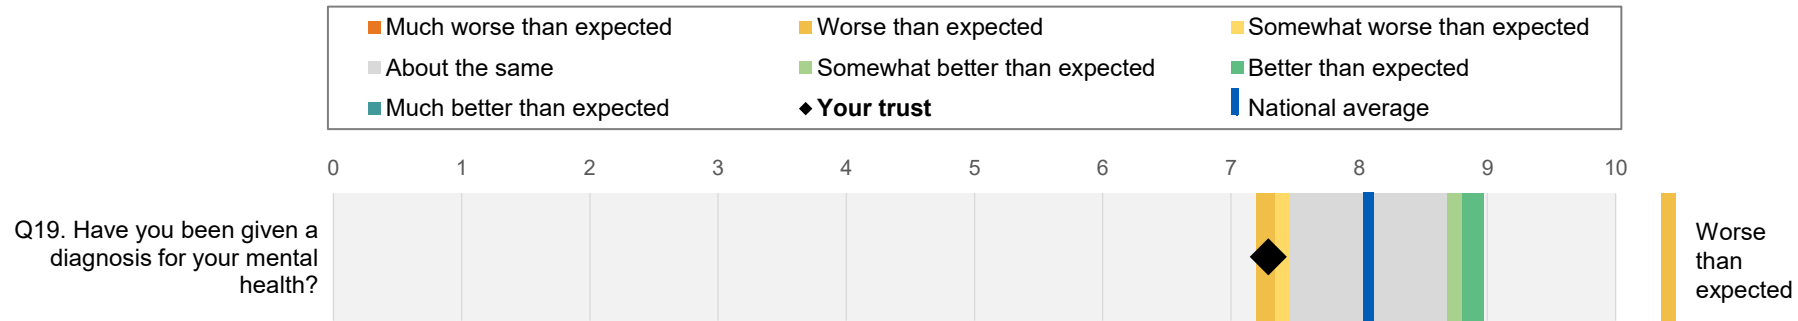 Much worse than expected
Worse than expected
Somewhat worse than expected
About the same
Somewhat better than expected
Better than expected
Much better than expected
Your trust
National average
0 1 2 3 4 5 6 7 8 9 10
Q19. Have you been given a
diagnosis for your mental
health?
Worse
than
expected